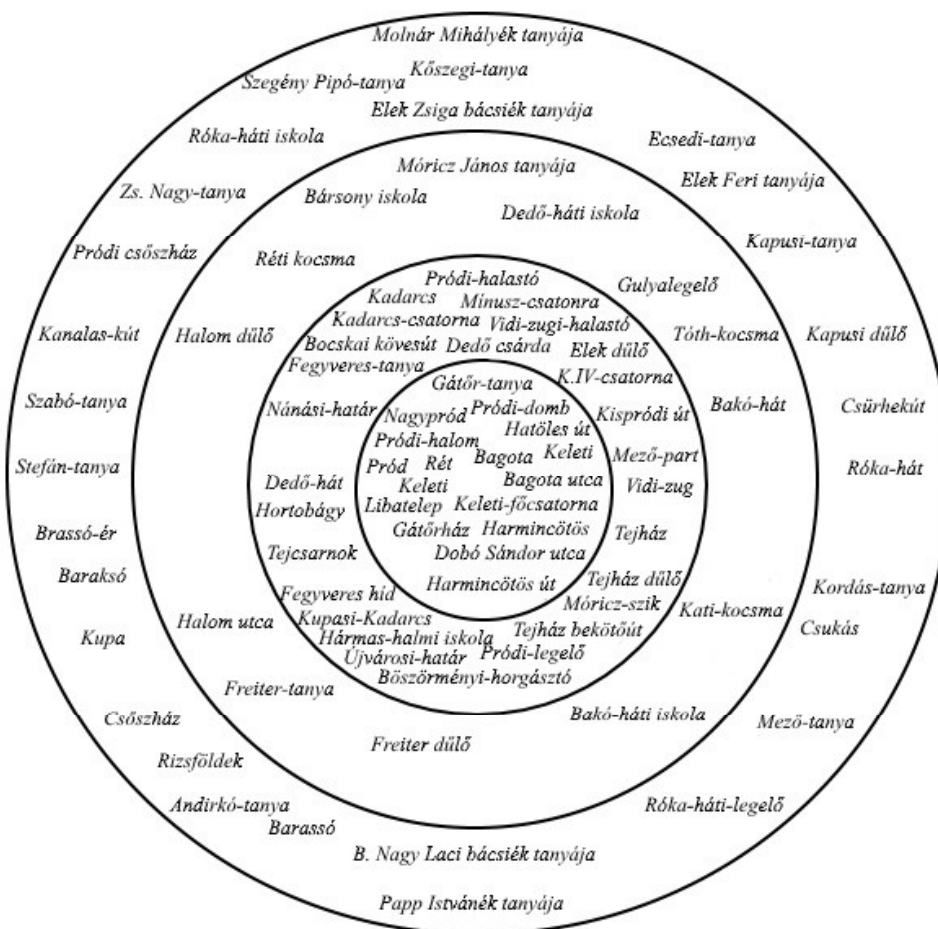 Molnár Mihályék tanyája
Kőszegi-tanya
Szegény Pipó-tanya
Elek Zsiga bácsiék tanyája
Róka-háti iskola
Ecsedi-tanya
Móricz János tanyája
Elek Feri tanyája
Zs. Nagy-tanya
Bársony iskola
Dedő-háti iskola
Pródi csőszház
Réti kocsma
Kapusi-tanya
Pródi-halastó
Gulyalegelő
Kadarcs
Mínusz-csatonra
Kanalas-kút
Halom dűlő
Kadarcs-csatorna
Vidi-zugi-halastó
Tóth-kocsma
Kapusi dűlő
Bocskai kövesút
Dedő csárda
Elek dűlő
Fegyveres-tanya
K.IV-csatorna
Gátőr-tanya
Szabó-tanya
Nánási-határ
Nagypród
Pródi-domb
Kispródi út
Bakó-hát
Csürhekút
Hatöles út
Pródi-halom
Keleti
Mező-part
Stefán-tanya
Pród
Rét
Bagota
Róka-hát
Dedő-hát
Keleti
Bagota utca
Vidi-zug
Hortobágy
Libatelep
Keleti-főcsatorna
Brassó-ér
Gátőrház
Harmincötös
Tejház
Tejcsarnok
Dobó Sándor utca
Baraksó
Fegyveres híd
Harmincötös út
Tejház dűlő
Kordás-tanya
Móricz-szik
Kati-kocsma
Kupa
Halom utca
Kupasi-Kadarcs
Tejház bekötőút
Csukás
Hármas-halmi iskola
Újvárosi-határ
Pródi-legelő
Böszörményi-horgásztó
Freiter-tanya
Csőszház
Bakó-háti iskola
Mező-tanya
Freiter dűlő
Rizsföldek
Andirkó-tanya
Róka-háti-legelő
Barassó
B. Nagy Laci bácsiék tanyája
Papp Istvánék tanyája